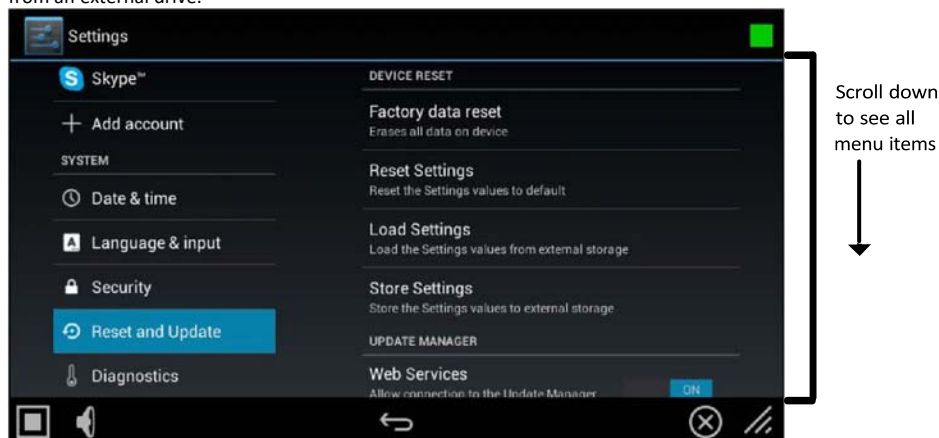 from an external drive.
Settings
Skype™
Add account
SYSTEM
Date & time
A Language & input
Security
Reset and Update
Diagnostics
DEVICE RESET
Factory data reset
Erases all data on device
Reset Settings
Reset the Settings values to default
Load Settings
Load the Settings values from external storage
Store Settings
Store the Settings values to external storage
UPDATE MANAGER
Web Services
Allow connection to the Update Manager
ON
Scroll down
to see all
menu items